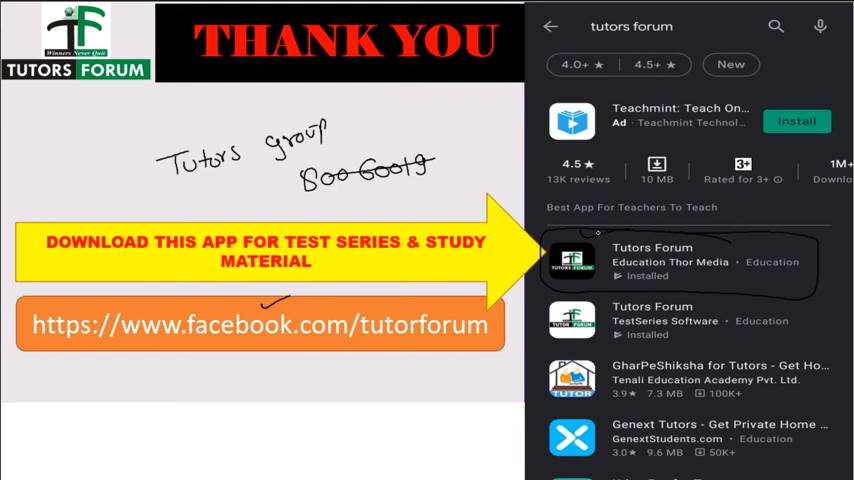 TF
Winners Never Quit
TUTORS FORUM
THANK YOU
Tutors group
800-60019
DOWNLOAD THIS APP FOR TEST SERIES & STUDY
MATERIAL
https://www.facebook.com/tutorforum
tutors forum
4.0+ ★ 4.5+ ★ New
Teachmint: Teach On...
Ad · Teachmint Technol...
Install
4.5 ★ 3+ 1M+
13K reviews 10 MB Rated for 3+ Downlo
Best App For Teachers To Teach
TUTORS FORUM
Tutors Forum
Education Thor Media • Education
Installed
Tutors Forum
TestSeries Software • Education
Installed
TUTOR
GharPeShiksha for Tutors - Get Ho...
Tenali Education Academy Pvt. Ltd.
3.9★ 7.3 MB 100K+
Genext Tutors - Get Private Home ...
GenextStudents.com • Education
3.0★ 9.6 MB 50K+